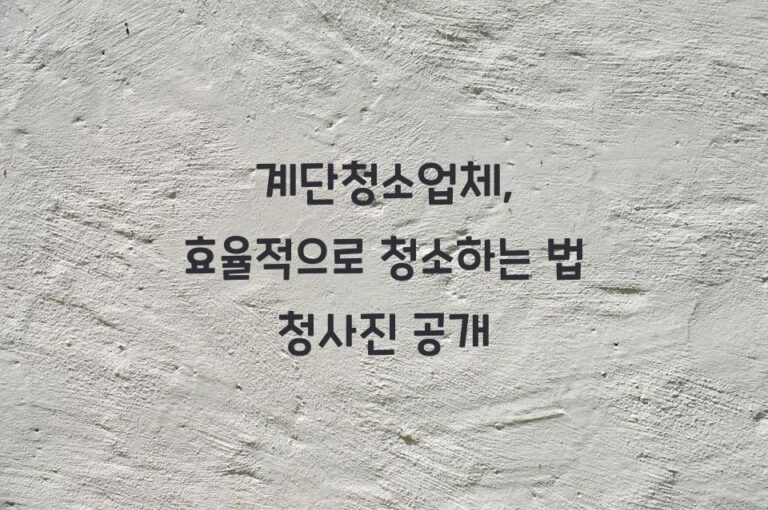 계단청소업체,
효율적으로 청소하는 법
청사진 공개